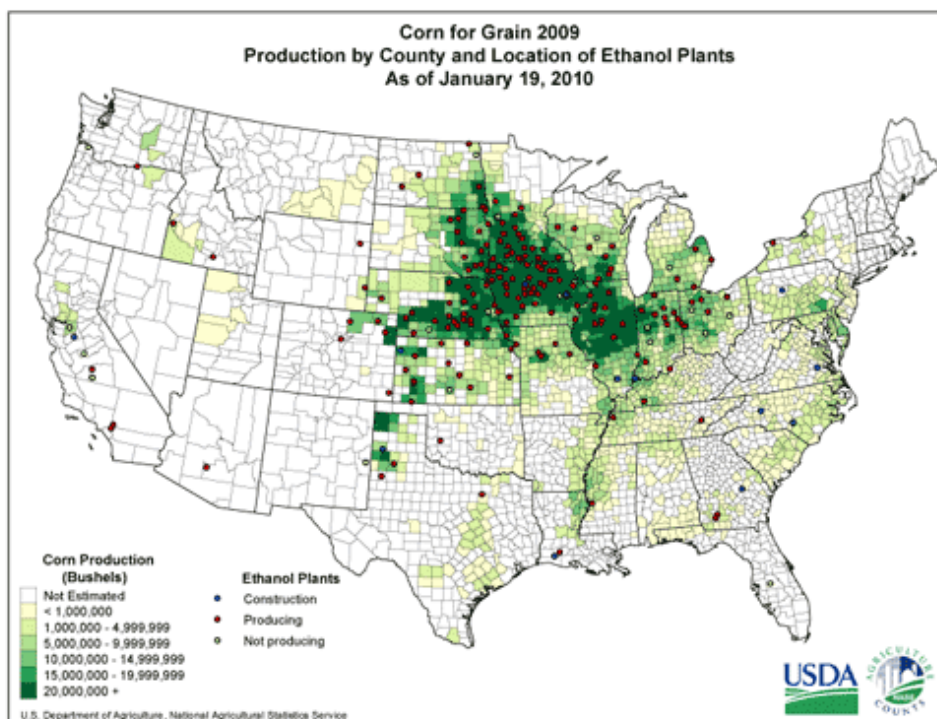 Corn for Grain 2009
Production by County and Location of Ethanol Plants
As of January 19, 2010
Corn Production
(Bushels)
Not Estimated
< 1,000,000
1,000,000 - 4,999,999
5,000,000 - 9,999,999
10,000,000 - 14,999,999
15,000,000 - 19,999,999
20,000,000 +
Ethanol Plants
Construction
Producing
Not producing
USDA
AGRICULTURE
COUNTS
U.S. Department of Agriculture, National Agricultural Statistics Service